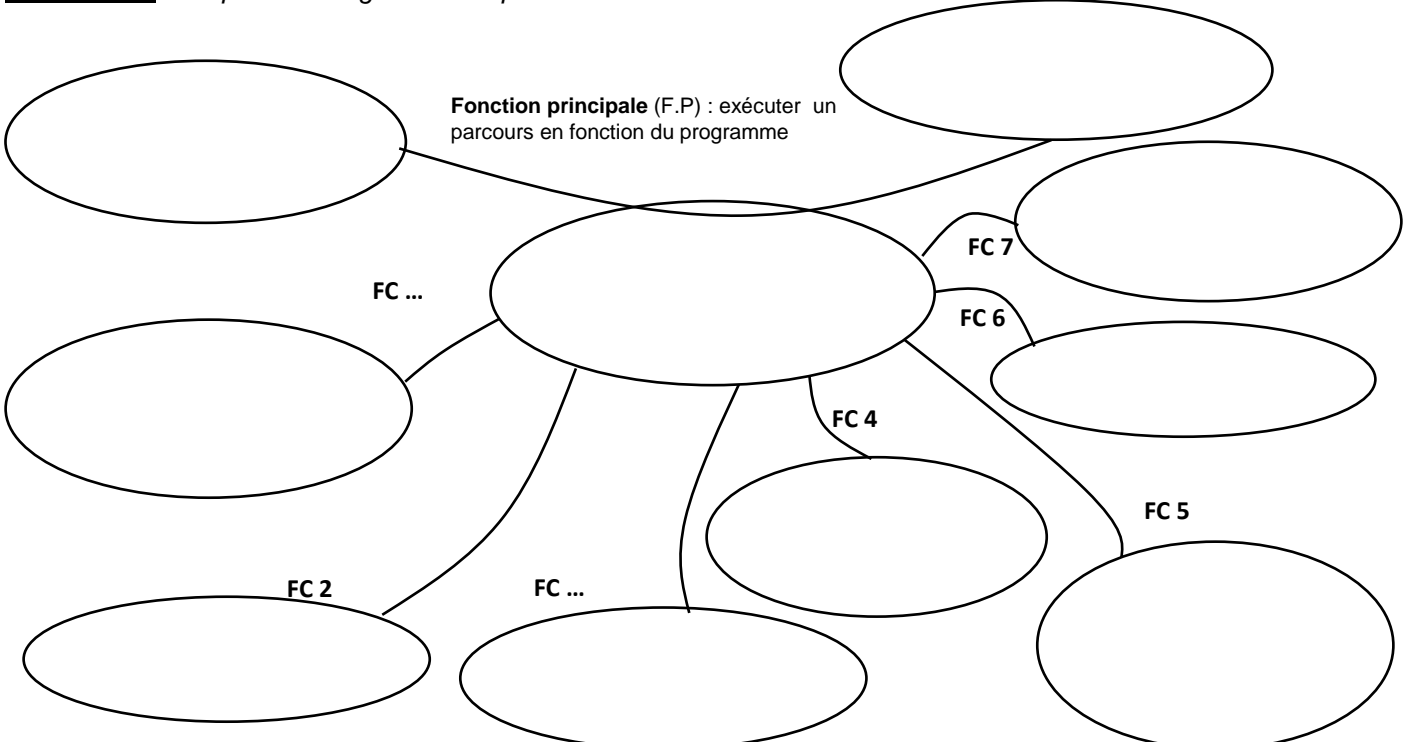 Fonction principale (F.P) : exécuter un
parcours en fonction du programme
FC 7
FC ...
FC 6
FC 4
FC 5
FC 2
FC ...